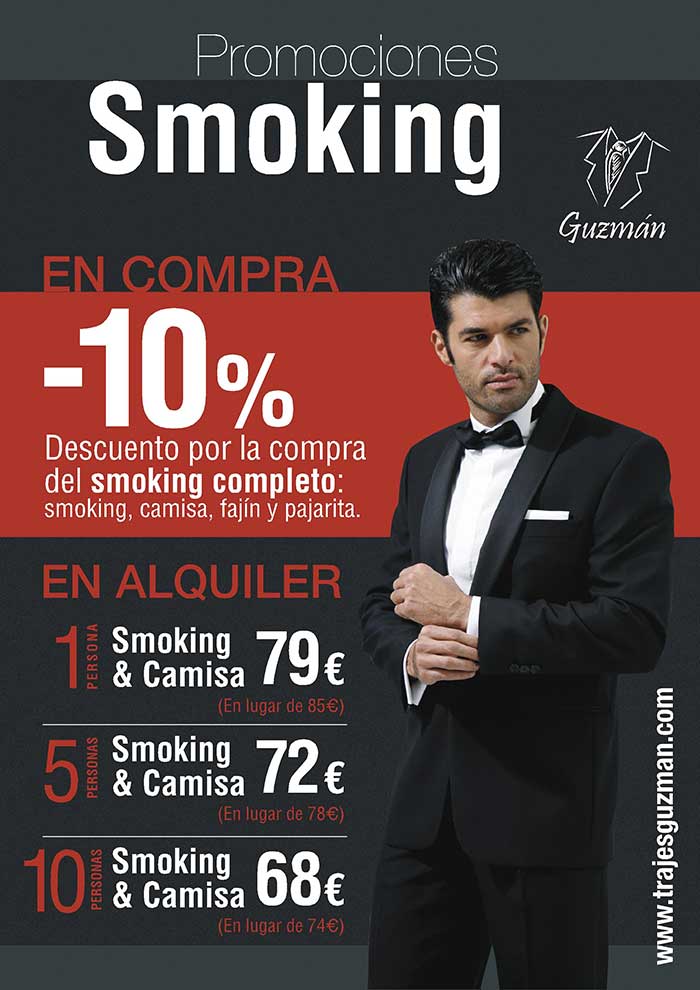 Promociones
Smoking
Guzmán
EN COMPRA
-10%
Descuento por la compra
del smoking completo:
smoking, camisa, fajín y pajarita.
EN ALQUILER
1 PERSONA
Smoking
& Camisa
79€
(En lugar de 85€)
5 PERSONAS
Smoking
& Camisa
72€
(En lugar de 78€)
10 PERSONAS
Smoking
& Camisa
68€
(En lugar de 74€)
www.trajesguzman.com